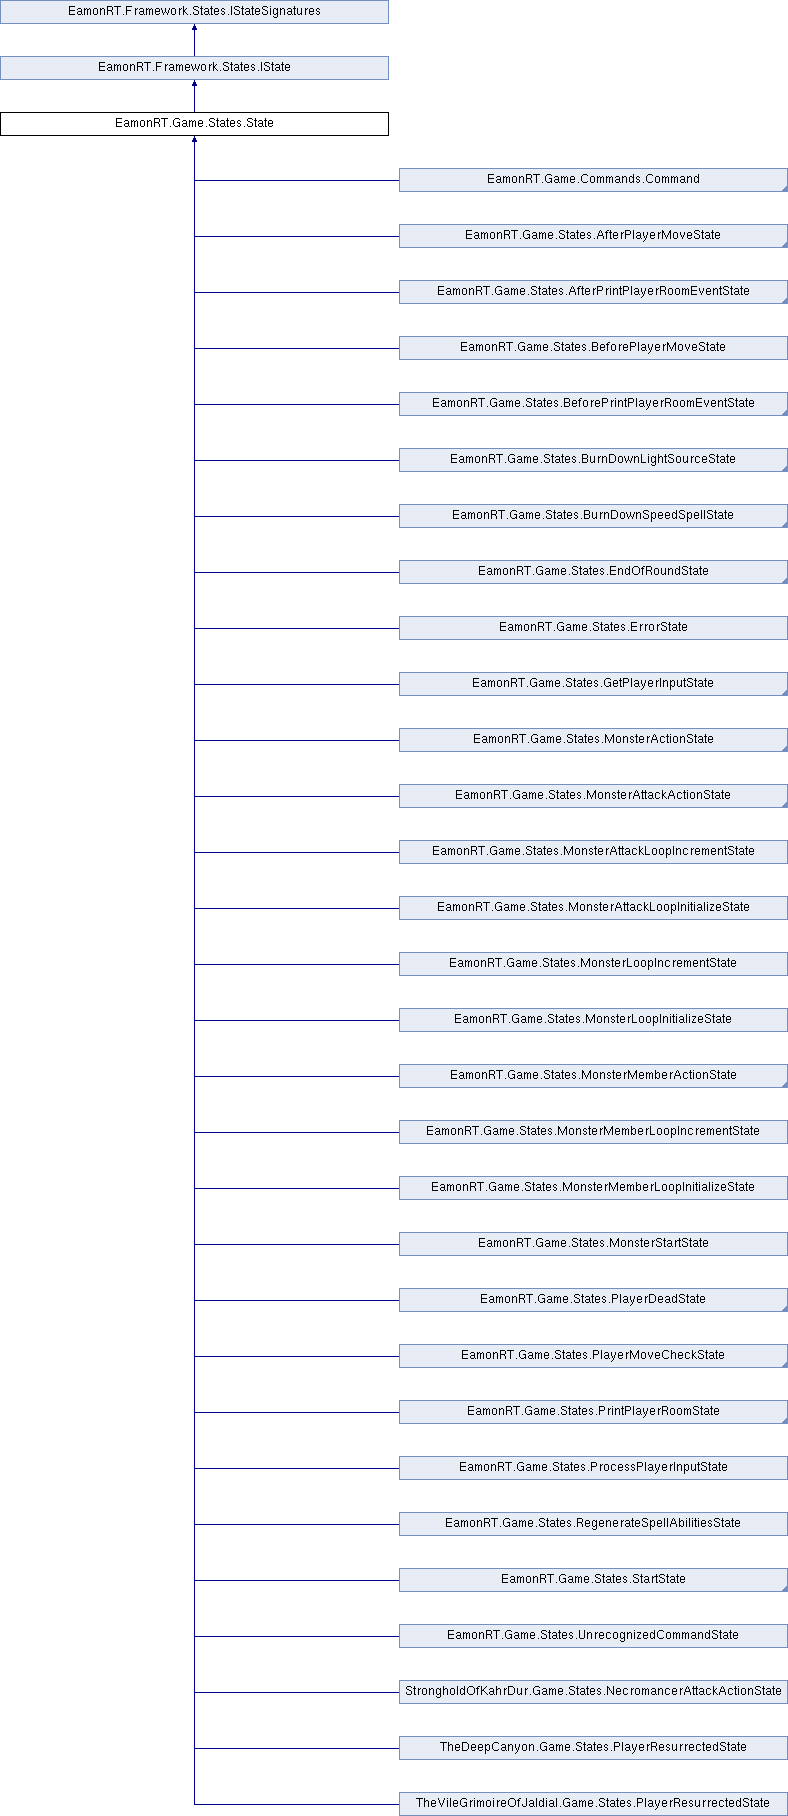 EamonRT.Framework.States.IStateSignatures
EamonRT.Framework.States.IState
EamonRT.Game.States.State
EamonRT.Game.Commands.Command
EamonRT.Game.States.AfterPlayerMoveState
EamonRT.Game.States.AfterPrintPlayerRoomEventState
EamonRT.Game.States.BeforePlayerMoveState
EamonRT.Game.States.BeforePrintPlayerRoomEventState
EamonRT.Game.States.BurnDownLightSourceState
EamonRT.Game.States.BurnDownSpeedSpellState
EamonRT.Game.States.EndOfRoundState
EamonRT.Game.States.ErrorState
EamonRT.Game.States.GetPlayerInputState
EamonRT.Game.States.MonsterActionState
EamonRT.Game.States.MonsterAttackActionState
EamonRT.Game.States.MonsterAttackLoopIncrementState
EamonRT.Game.States.MonsterAttackLoopInitializeState
EamonRT.Game.States.MonsterLoopIncrementState
EamonRT.Game.States.MonsterLoopInitializeState
EamonRT.Game.States.MonsterMemberActionState
EamonRT.Game.States.MonsterMemberLoopIncrementState
EamonRT.Game.States.MonsterMemberLoopInitializeState
EamonRT.Game.States.MonsterStartState
EamonRT.Game.States.PlayerDeadState
EamonRT.Game.States.PlayerMoveCheckState
EamonRT.Game.States.PrintPlayerRoomState
EamonRT.Game.States.ProcessPlayerInputState
EamonRT.Game.States.RegenerateSpellAbilitiesState
EamonRT.Game.States.StartState
EamonRT.Game.States.UnrecognizedCommandState
StrongholdOfKahrDur.Game.States.NecromancerAttackActionState
TheDeepCanyon.Game.States.PlayerResurrectedState
TheVileGrimoireOfJaldial.Game.States.PlayerResurrectedState